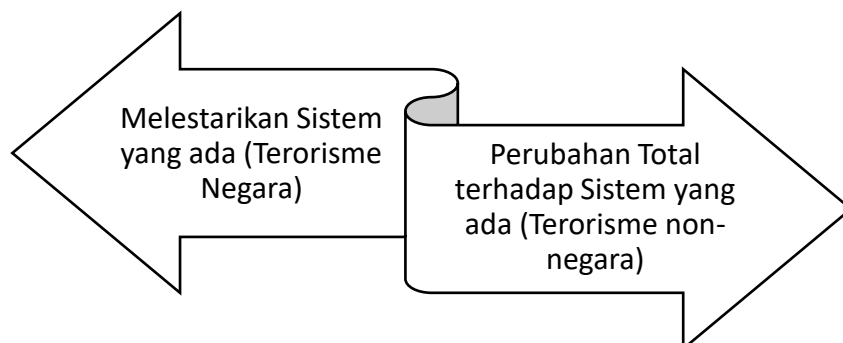 Melestarikan Sistem
yang ada (Terorisme
Negara)
Perubahan Total
terhadap Sistem yang
ada (Terorisme non-
negara)